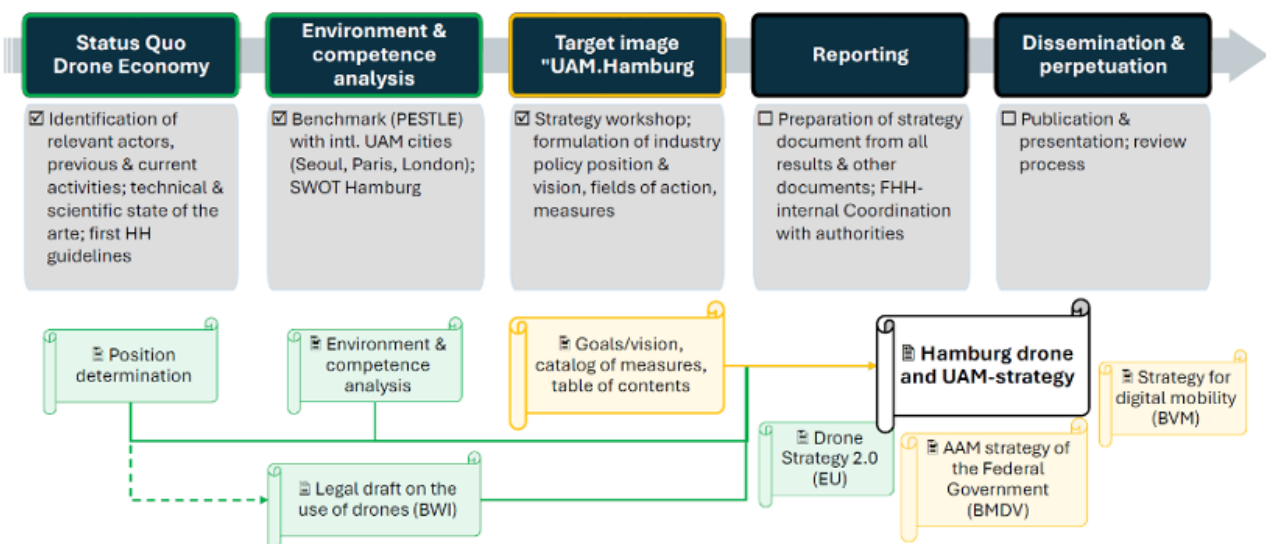 Status Quo
Drone Economy
Environment &
competence
analysis
Target image
"UAM.Hamburg
Reporting
Dissemination &
perpetuation
☑ Identification of
relevant actors,
previous & current
activities; technical &
scientific state of the
arte; first HH
guidelines
☑ Benchmark (PESTLE)
with intl. UAM cities
(Seoul, Paris, London);
SWOT Hamburg
☑ Strategy workshop;
formulation of industry
policy position &
vision, fields of action,
measures
☐ Preparation of strategy
document from all
results & other
documents; FHH-
internal Coordination
with authorities
☐ Publication &
presentation; review
process
Position
determination
Environment &
competence
analysis
Goals/vision,
catalog of measures,
table of contents
Hamburg drone
and UAM-strategy
Strategy for
digital mobility
(BVM)
Drone
Strategy 2.0
(EU)
AAM strategy of
the Federal
Government
(BMDV)
Legal draft on the
use of drones (BWI)